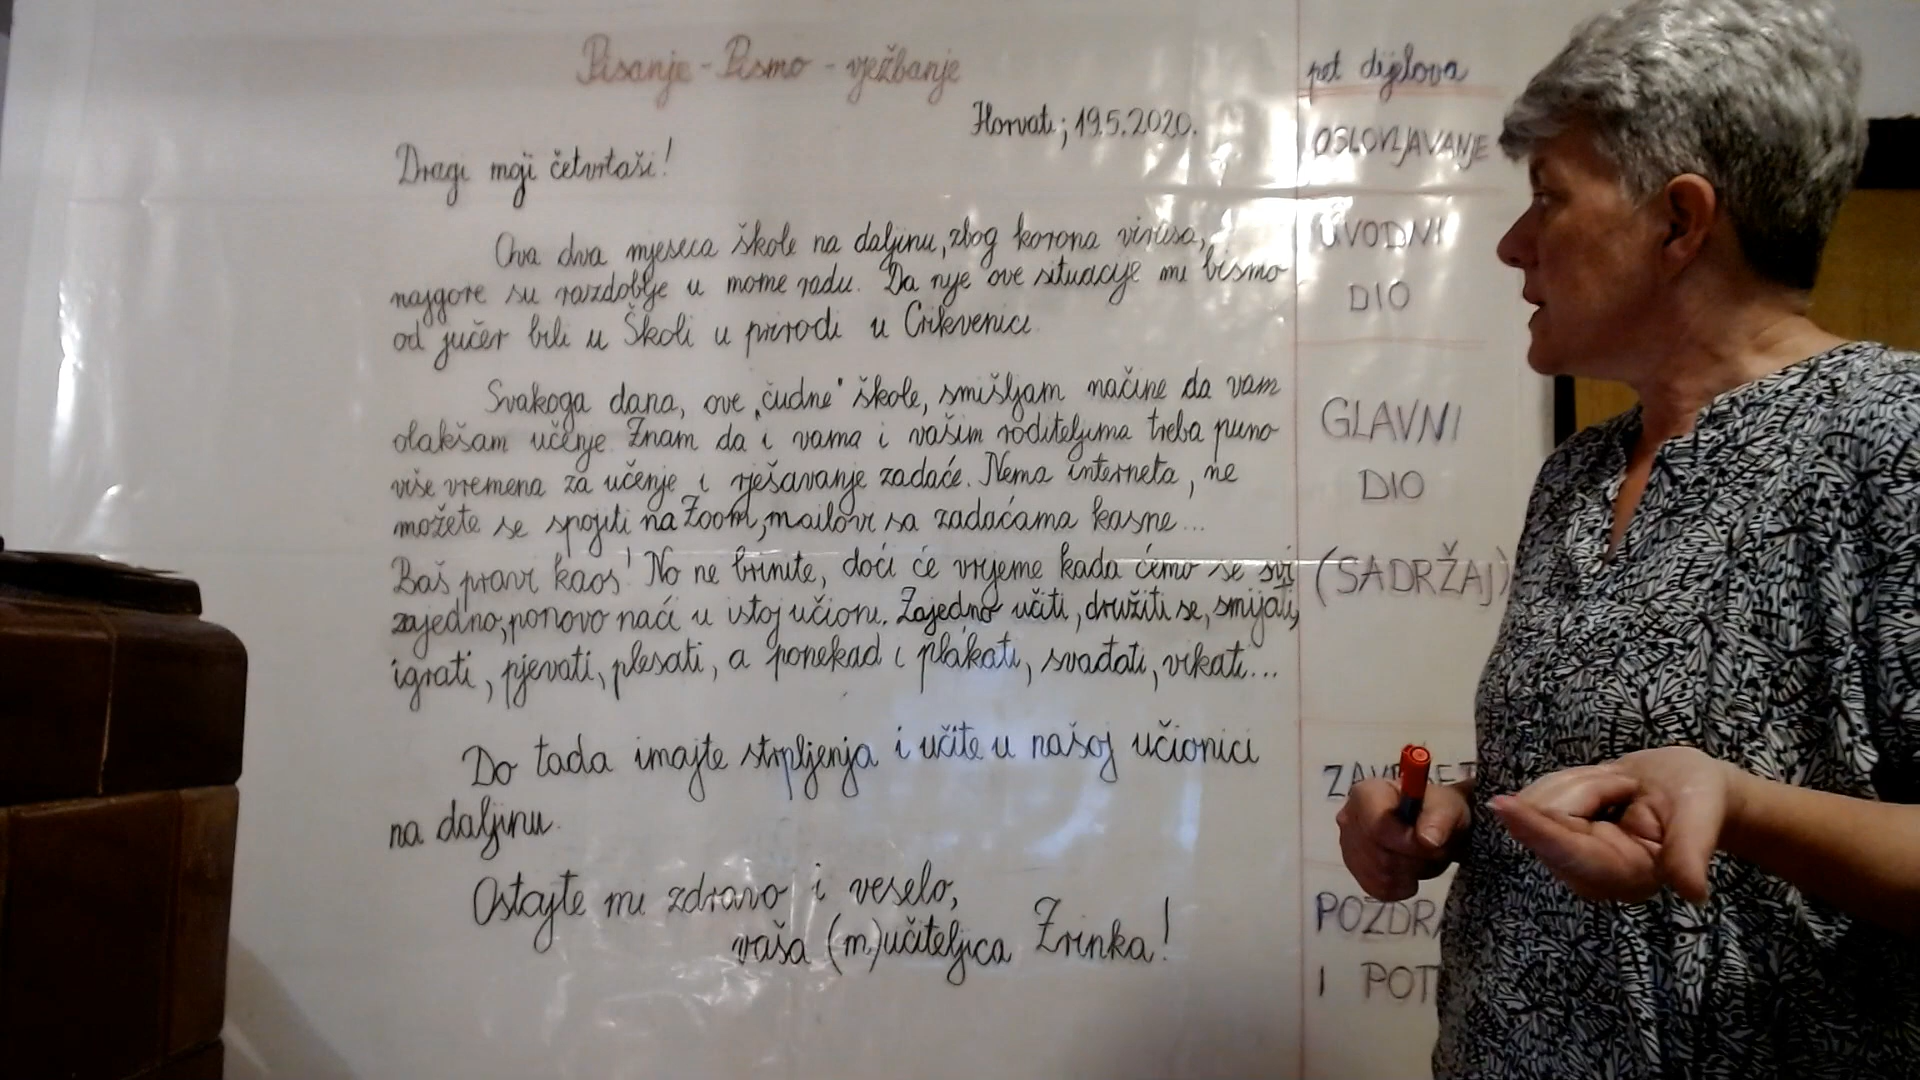 Pisanje - Pismo - vježbanje
Horvati; 19.5.2020.
Dragi moji četvrtaši!
Ova dva mjeseca škole na daljinu, zbog korona virusa,
najgore su razdoblje u mome radu. Da nije ove situacije mi bismo
od jučer bili u Školi u prirodi u Crikvenici.
Svakoga dana, ove „čudne" škole, smišljam načine da vam
olakšam učenje. Znam da i vama i vašim roditeljima treba puno
više vremena za učenje i rješavanje zadaće. Nema interneta, ne
možete se spojiti na Zoom, mailovi sa zadaćama kasne...
Baš pravi kaos! No ne brinite, doći će vrijeme kada ćemo se svi
zajedno, ponovo naći u istoj učioni. Zajedno učiti, družiti se, smijati,
igrati, pjevati, plesati, a ponekad i plakati, svađati, vikati...
Do tada imajte strpljenja i učite u našoj učionici
na daljinu.
Ostajte mi zdravo i veselo,
vaša (m)učiteljica Zrinka!
pet dijelova
OSLOVLJAVANJE
UVODNI
DIO
GLAVNI
DIO
(SADRŽAJ)
POZDRA
I POT